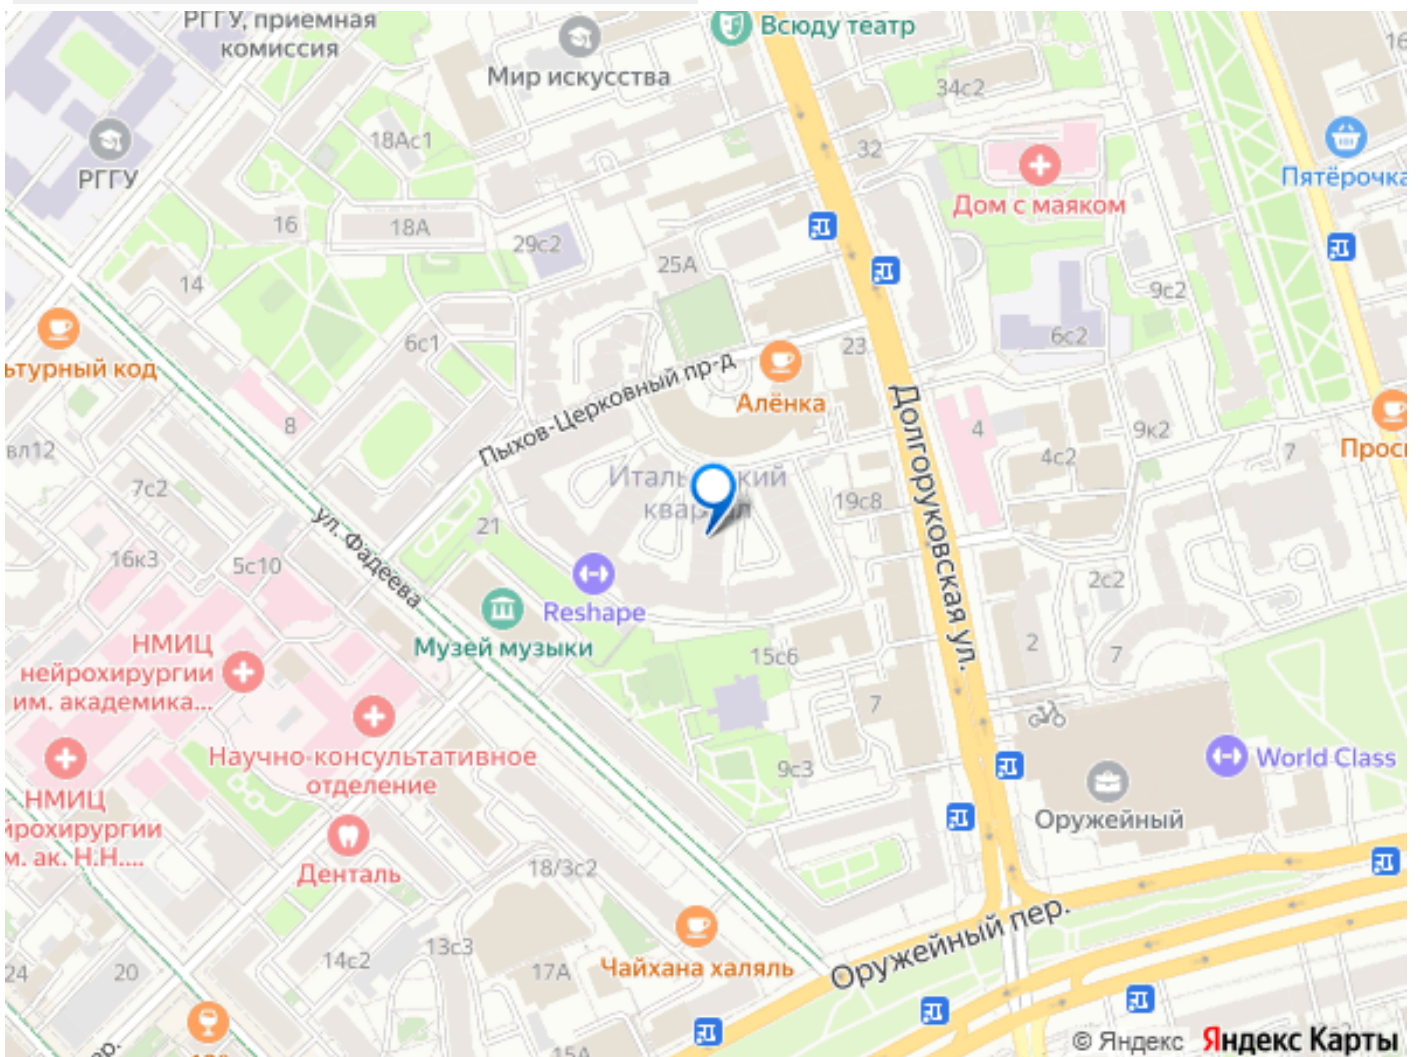 РГГУ, приемная
комиссия
Мир искусства
Всюду театр
34с2
16
18Ас1
32
РГГУ
Пятёрочка
Дом с маяком
16
18А
29с2
25А
14
9с2
6с1
6с2
23
ьтурный код
Пыхов-Церковный пр-д
Алёнка
8
Долгоруковская ул.
4
9к2
вл12
4с2
7
7с2
19с8
21
ул. Фадеева
16к3
5с10
2с2
Reshape
Музей музыки
НМИЦ
нейрохирургии
им. академика...
15с6
2
7
7
Научно-консультативное
отделение
9с3
World Class
НМИЦ
йрохирургии
м. ак. Н.Н....
Оружейный
Денталь
18/3с2
Оружейный пер.
13с3
14с2
17А
Чайхана халяль
24
20
15А
© Яндекс Яндекс Карты